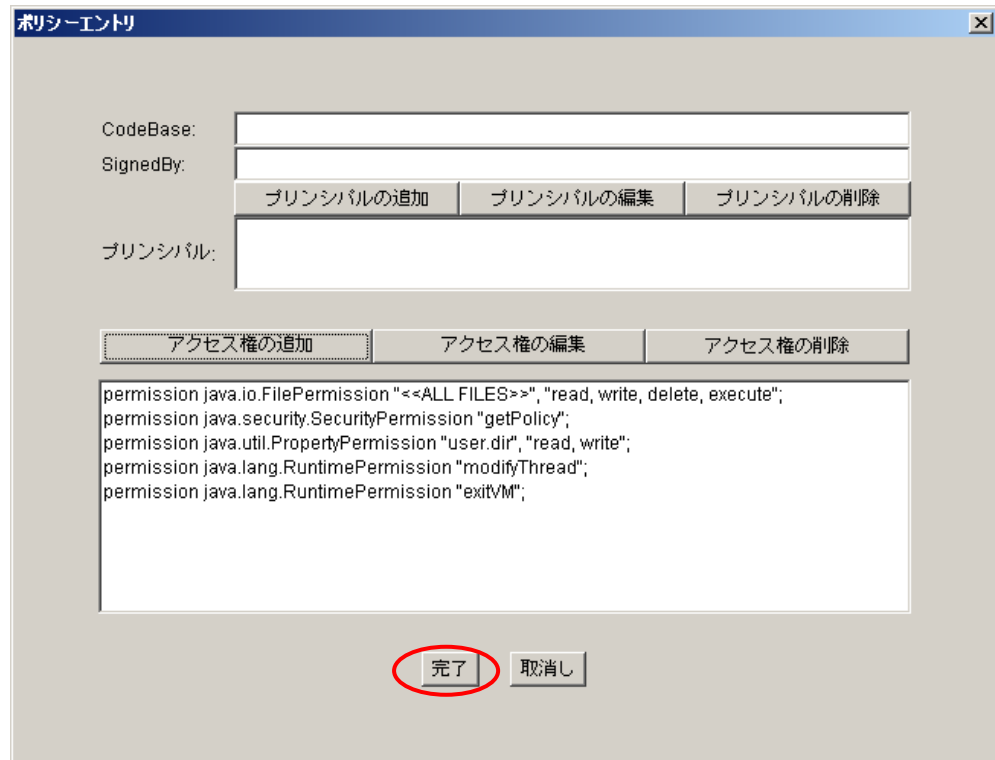 ポリシーエントリ
CodeBase:
SignedBy:
プリンシパルの追加 プリンシパルの編集 プリンシパルの削除
プリンシパル:
アクセス権の追加 アクセス権の編集 アクセス権の削除
permission java.io.FilePermission "<<ALL FILES>>", "read, write, delete, execute";
permission java.security.SecurityPermission "getPolicy";
permission java.util.PropertyPermission "user.dir", "read, write";
permission java.lang.RuntimePermission "modifyThread";
permission java.lang.RuntimePermission "exitVM";
完了 取消し